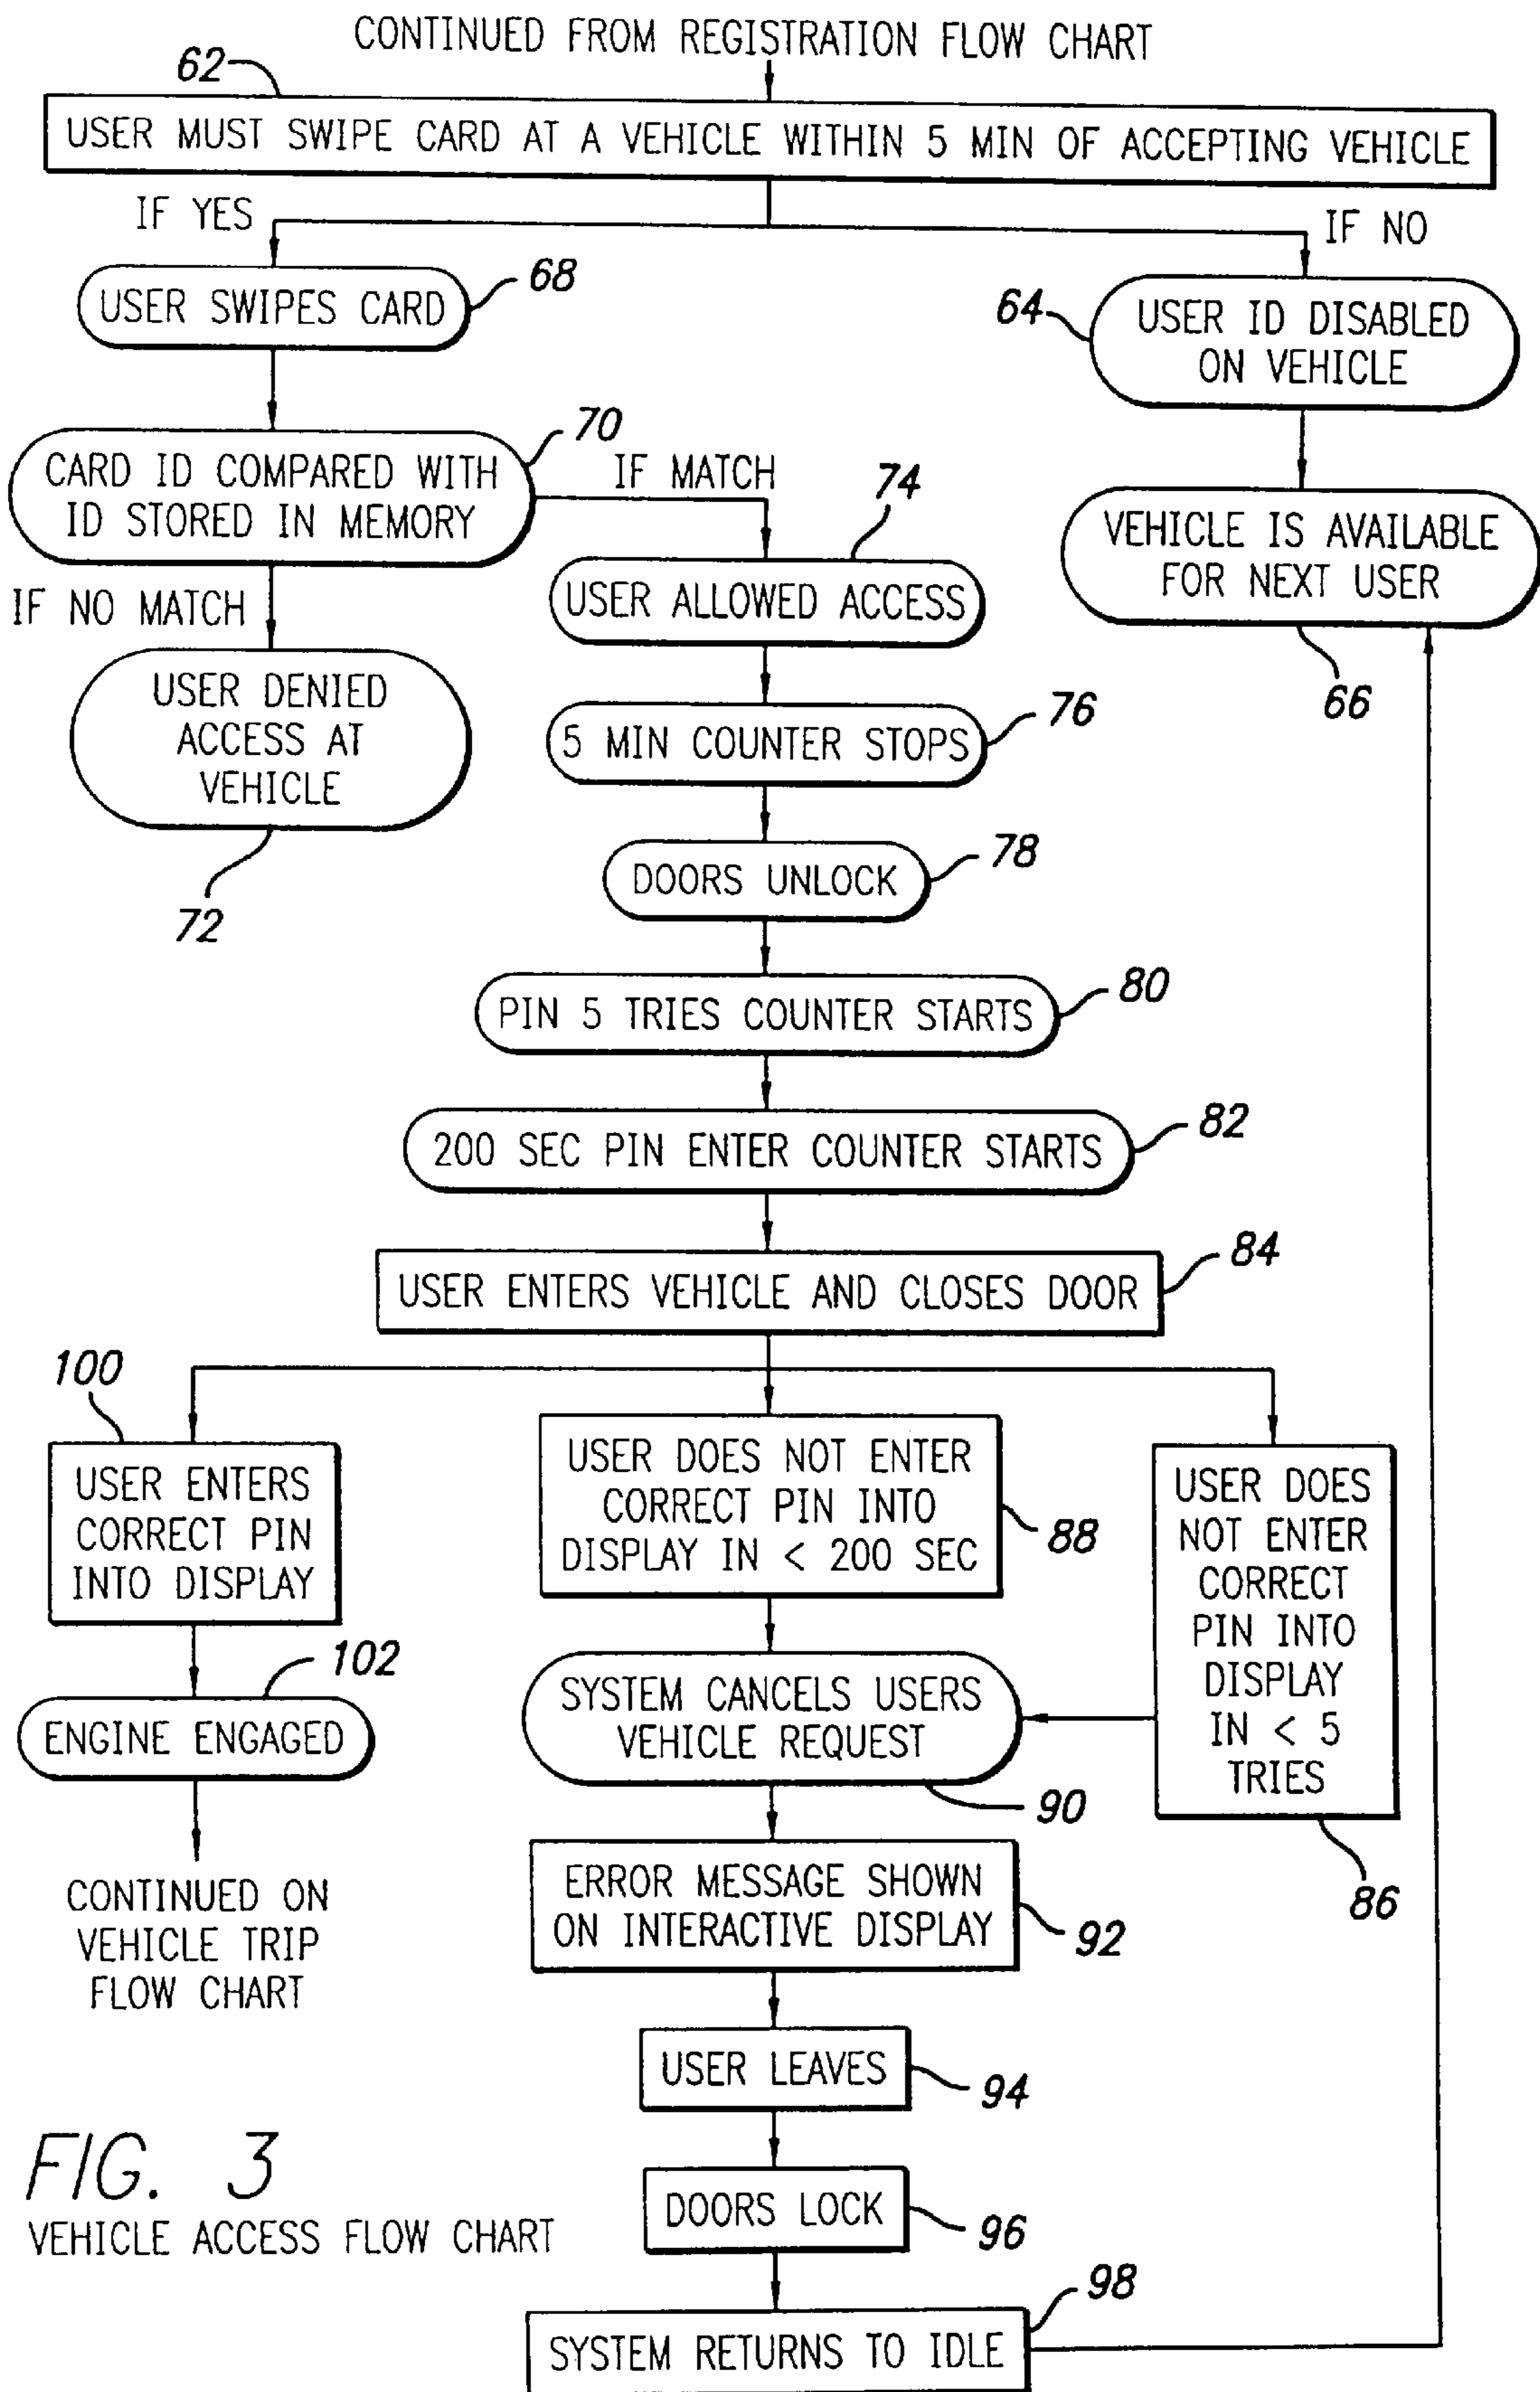 CONTINUED FROM REGISTRATION FLOW CHART
62
USER MUST SWIPE CARD AT A VEHICLE WITHIN 5 MIN OF ACCEPTING VEHICLE
IF YES
IF NO
68
USER SWIPES CARD
64
USER ID DISABLED
ON VEHICLE
70
CARD ID COMPARED WITH
ID STORED IN MEMORY
IF MATCH
74
VEHICLE IS AVAILABLE
FOR NEXT USER
66
IF NO MATCH
USER ALLOWED ACCESS
USER DENIED
ACCESS AT
VEHICLE
72
76
5 MIN COUNTER STOPS
78
DOORS UNLOCK
80
PIN 5 TRIES COUNTER STARTS
82
200 SEC PIN ENTER COUNTER STARTS
84
USER ENTERS VEHICLE AND CLOSES DOOR
100
USER ENTERS
CORRECT PIN
INTO DISPLAY
USER DOES NOT ENTER
CORRECT PIN INTO
DISPLAY IN < 200 SEC
88
USER DOES
NOT ENTER
CORRECT
PIN INTO
DISPLAY
IN < 5
TRIES
86
102
ENGINE ENGAGED
SYSTEM CANCELS USERS
VEHICLE REQUEST
90
CONTINUED ON
VEHICLE TRIP
FLOW CHART
ERROR MESSAGE SHOWN
ON INTERACTIVE DISPLAY
92
USER LEAVES
94
DOORS LOCK
96
98
SYSTEM RETURNS TO IDLE
FIG. 3
VEHICLE ACCESS FLOW CHART